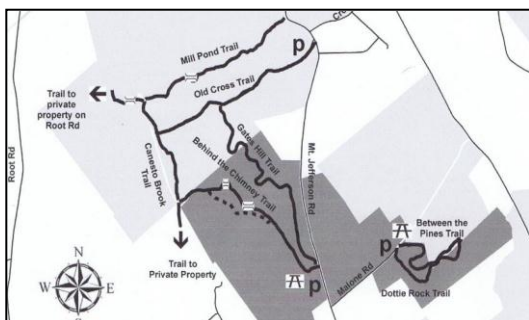 Cro
Mill Pond Trail
P
Old Cross Trail
Trail to
private
property on
Root Rd
Root Rd
Canesto Brook
Trail
Gates Hill Trail
Behind the Chimney Trail
Mt. Jefferson Rd
Between the
Pines Trail
P
Trail to
Private Property
P
Malone Rd
Dottie Rock Trail
N
W
E